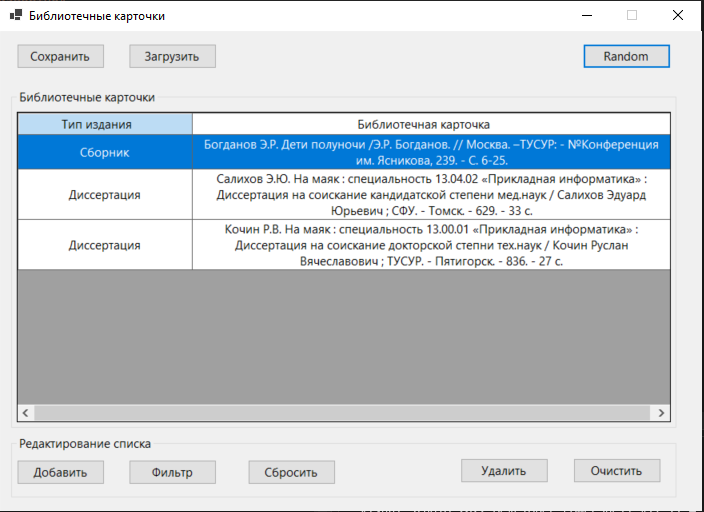 Библиотечные карточки
Сохранить
Загрузить
Random
Библиотечные карточки
Тип издания
Библиотечная карточка
Сборник
Богданов Э.Р. Дети полуночи /Э.Р. Богданов. // Москва. –ТУСУР: - №Конференция
им. Ясникова, 239. - С. 6-25.
Диссертация
Салихов Э.Ю. На маяк : специальность 13.04.02 «Прикладная информатика» :
Диссертация на соискание кандидатской степени мед.наук / Салихов Эдуард
Юрьевич ; СФУ. - Томск. - 629. - 33 с.
Диссертация
Кочин Р.В. На маяк : специальность 13.00.01 «Прикладная информатика» :
Диссертация на соискание докторской степни тех.наук / Кочин Руслан
Вячеславович ; ТУСУР. - Пятигорск. - 836. - 27 с.
Редактирование списка
Добавить
Фильтр
Сбросить
Удалить
Очистить